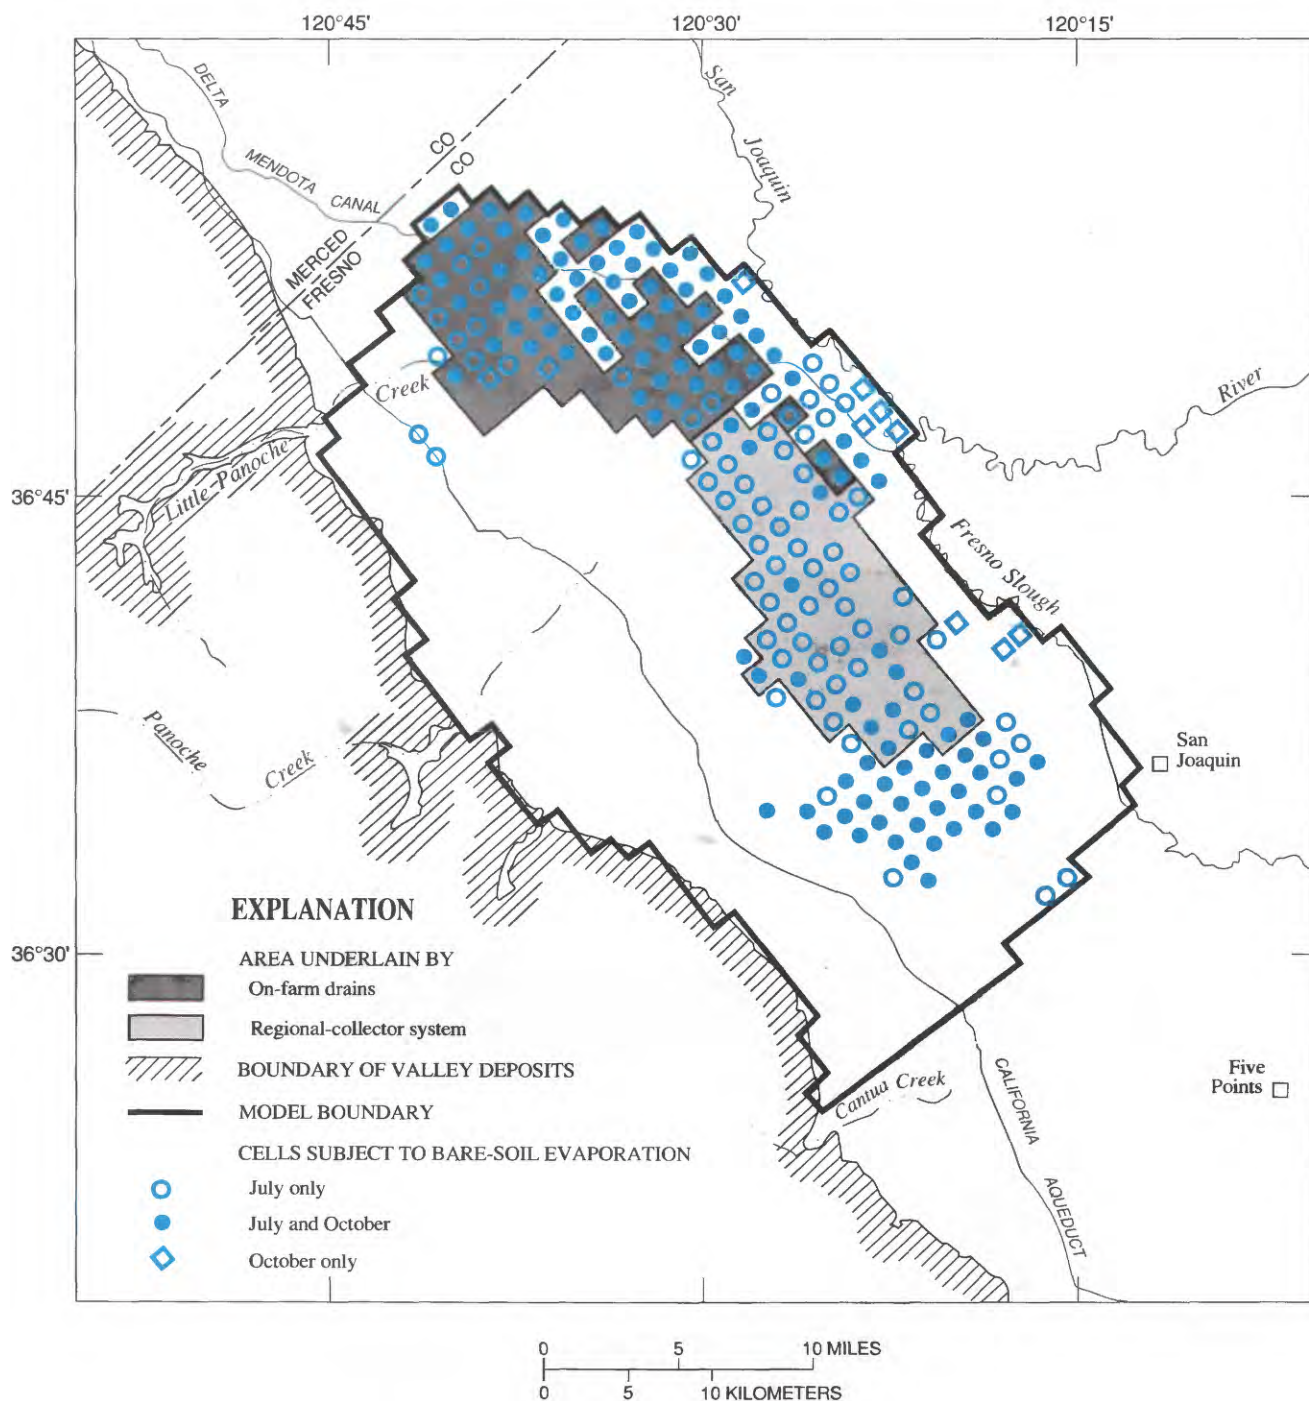 120°45'
120°30'
120°15'
DELTA
MENDOTA CANAL
CO
CO
MERCED
FRESNO
San
Joaquin
River
Creek
Little Panoche
36°45'
Fresno Slough
Panoche
Creek
San
Joaquin
36°30'
EXPLANATION
AREA UNDERLAIN BY
On-farm drains
Regional-collector system
BOUNDARY OF VALLEY DEPOSITS
MODEL BOUNDARY
CELLS SUBJECT TO BARE-SOIL EVAPORATION
July only
July and October
October only
Cantua Creek
CALIFORNIA
AQUEDUCT
Five
Points
0 5 10 MILES
0 5 10 KILOMETERS